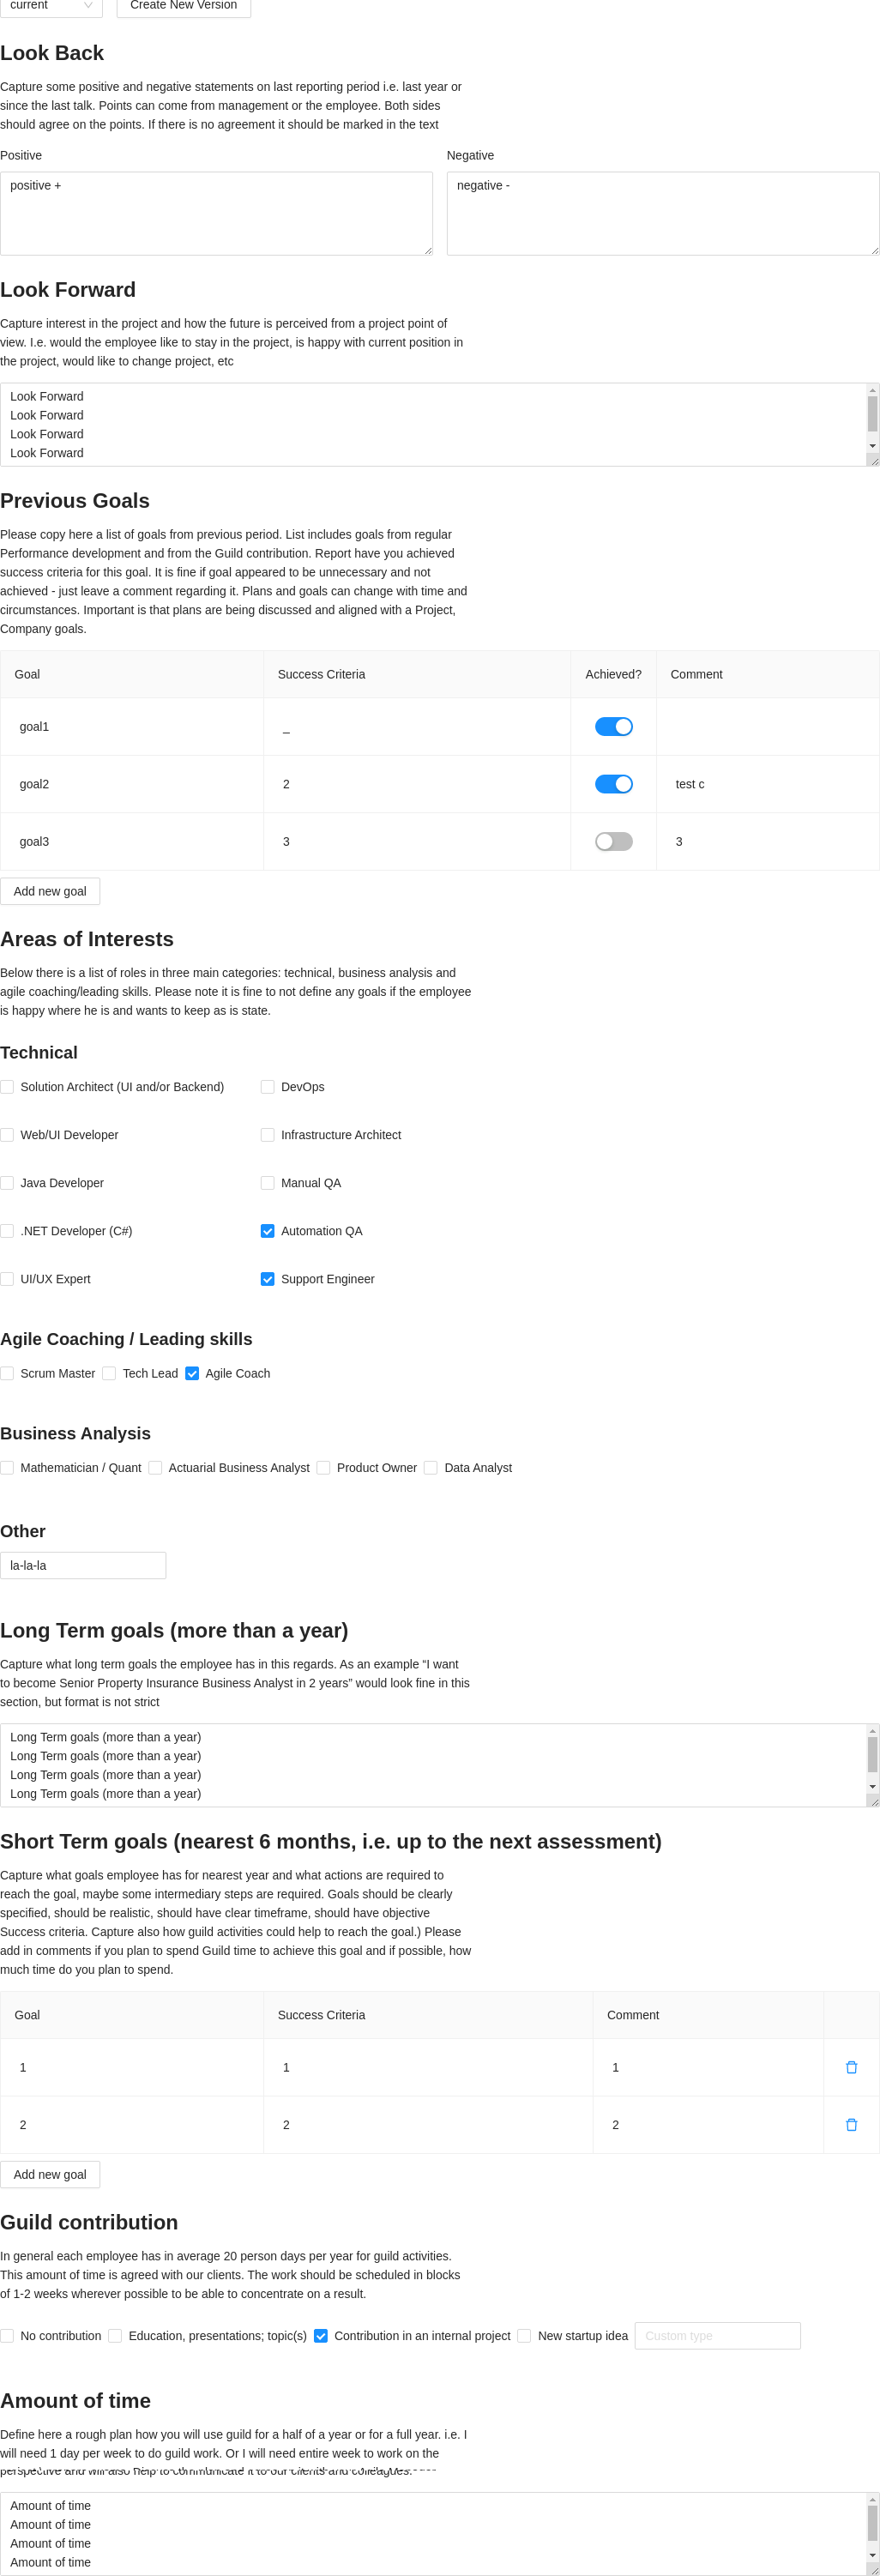 current Create New Version
Look Back
Capture some positive and negative statements on last reporting period i.e. last year or
since the last talk. Points can come from management or the employee. Both sides
should agree on the points. If there is no agreement it should be marked in the text
Positive Negative
positive + negative -
Look Forward
Capture interest in the project and how the future is perceived from a project point of
view. I.e. would the employee like to stay in the project, is happy with current position in
the project, would like to change project, etc
Look Forward
Look Forward
Look Forward
Look Forward
Previous Goals
Please copy here a list of goals from previous period. List includes goals from regular
Performance development and from the Guild contribution. Report have you achieved
success criteria for this goal. It is fine if goal appeared to be unnecessary and not
achieved - just leave a comment regarding it. Plans and goals can change with time and
circumstances. Important is that plans are being discussed and aligned with a Project,
Company goals.
Goal Success Criteria Achieved? Comment
goal1 _
goal2 2 test c
goal3 3 3
Add new goal
Areas of Interests
Below there is a list of roles in three main categories: technical, business analysis and
agile coaching/leading skills. Please note it is fine to not define any goals if the employee
is happy where he is and wants to keep as is state.
Technical
Solution Architect (UI and/or Backend) DevOps
Web/UI Developer Infrastructure Architect
Java Developer Manual QA
.NET Developer (C#) Automation QA
UI/UX Expert Support Engineer
Agile Coaching / Leading skills
Scrum Master Tech Lead Agile Coach
Business Analysis
Mathematician / Quant Actuarial Business Analyst Product Owner Data Analyst
Other
la-la-la
Long Term goals (more than a year)
Capture what long term goals the employee has in this regards. As an example “I want
to become Senior Property Insurance Business Analyst in 2 years” would look fine in this
section, but format is not strict
Long Term goals (more than a year)
Long Term goals (more than a year)
Long Term goals (more than a year)
Long Term goals (more than a year)
Short Term goals (nearest 6 months, i.e. up to the next assessment)
Capture what goals employee has for nearest year and what actions are required to
reach the goal, maybe some intermediary steps are required. Goals should be clearly
specified, should be realistic, should have clear timeframe, should have objective
Success criteria. Capture also how guild activities could help to reach the goal.) Please
add in comments if you plan to spend Guild time to achieve this goal and if possible, how
much time do you plan to spend.
Goal Success Criteria Comment
1 1 1
2 2 2
Add new goal
Guild contribution
In general each employee has in average 20 person days per year for guild activities.
This amount of time is agreed with our clients. The work should be scheduled in blocks
of 1-2 weeks wherever possible to be able to concentrate on a result.
No contribution Education, presentations; topic(s) Contribution in an internal project New startup idea Custom type
Amount of time
Define here a rough plan how you will use guild for a half of a year or for a full year. i.e. I
will need 1 day per week to do guild work. Or I will need entire week to work on the
perspective and will also help to communicate it to our clients and colleagues.
Amount of time
Amount of time
Amount of time
Amount of time